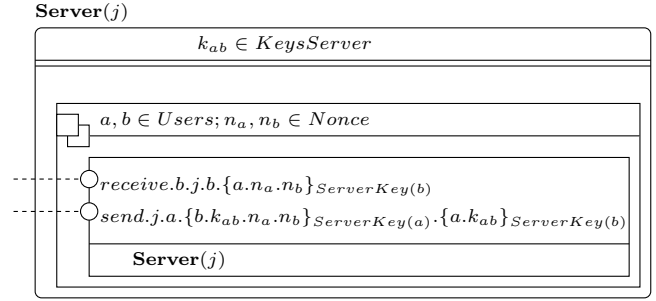 Server(j)
k_{ab} ∈ KeysServer
a, b ∈ Users; n_a, n_b ∈ Nonce
receive.b.j.b.{a.n_a.n_b}_{ServerKey(b)}
send.j.a.{b.k_{ab}.n_a.n_b}_{ServerKey(a)}.{a.k_{ab}}_{ServerKey(b)}
Server(j)